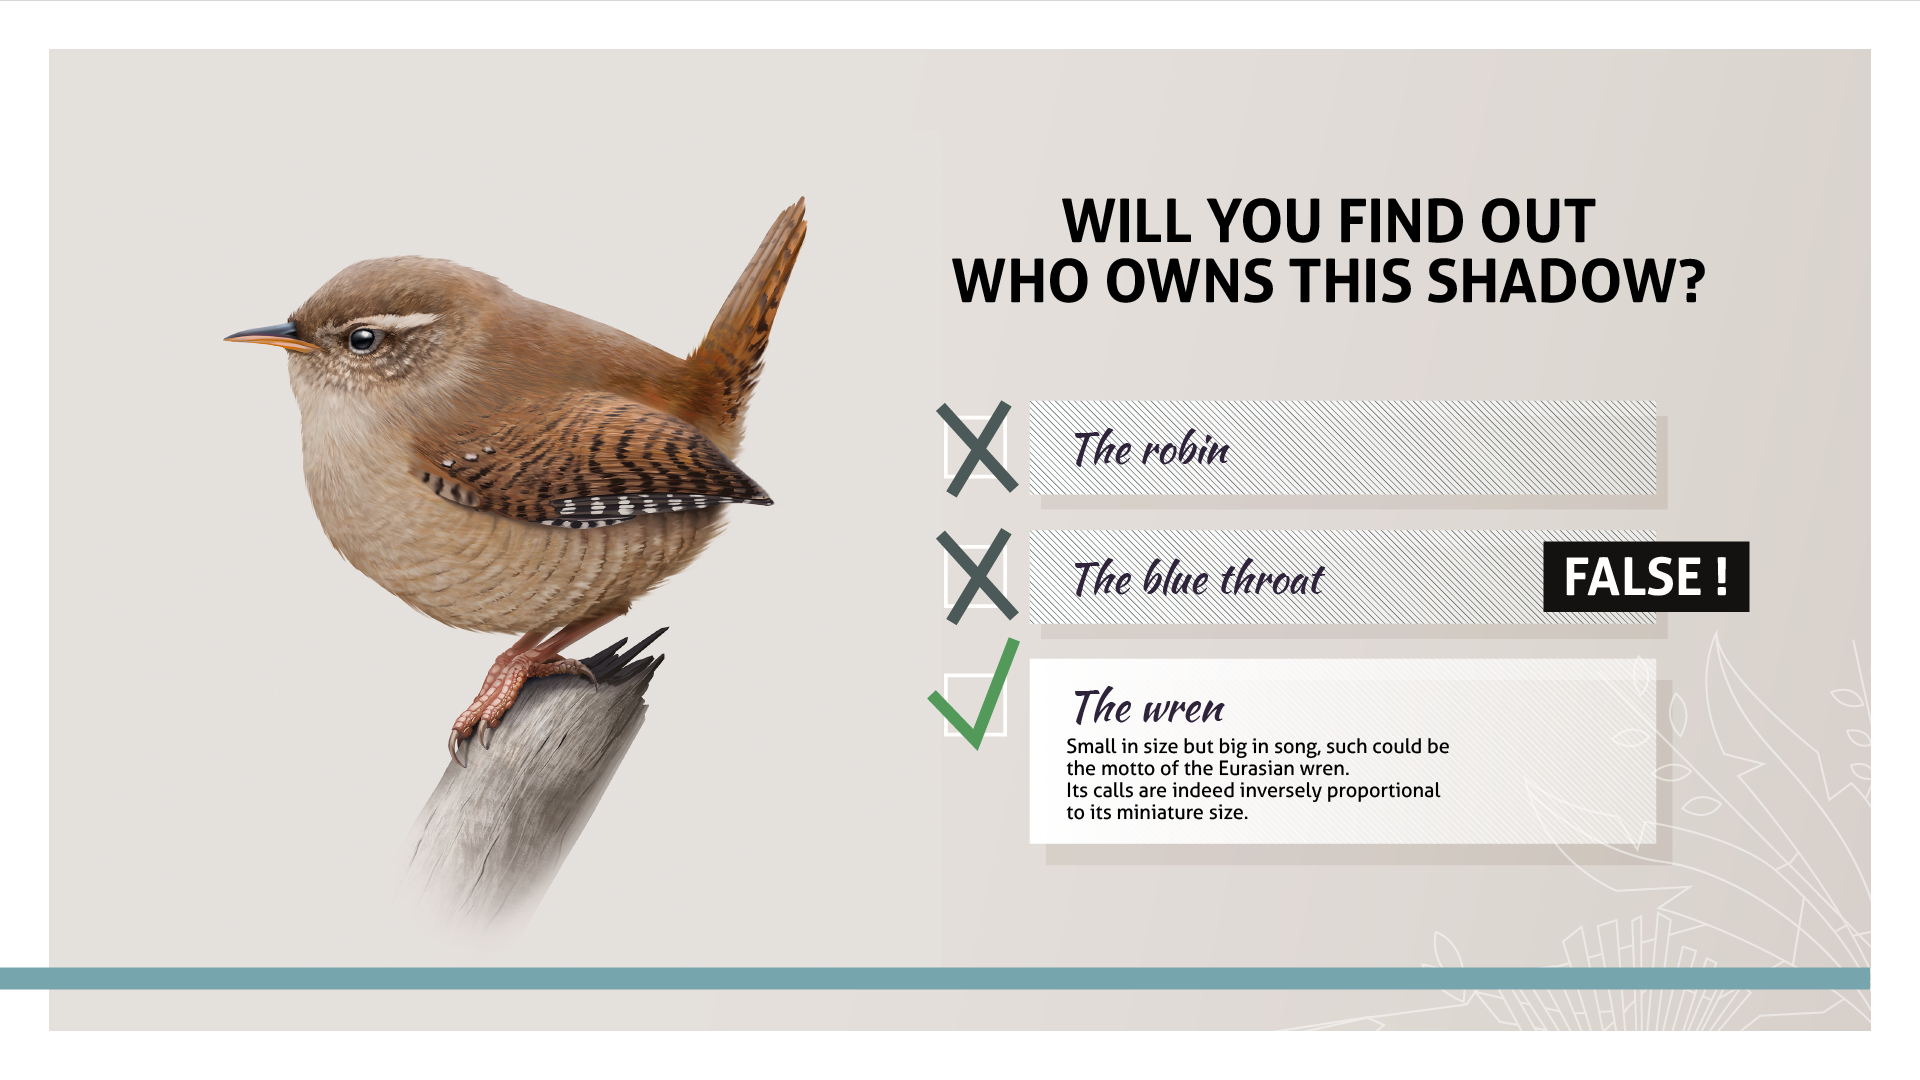 WILL YOU FIND OUT
WHO OWNS THIS SHADOW?
The robin
The blue throat
FALSE !
The wren
Small in size but big in song, such could be
the motto of the Eurasian wren.
Its calls are indeed inversely proportional
to its miniature size.